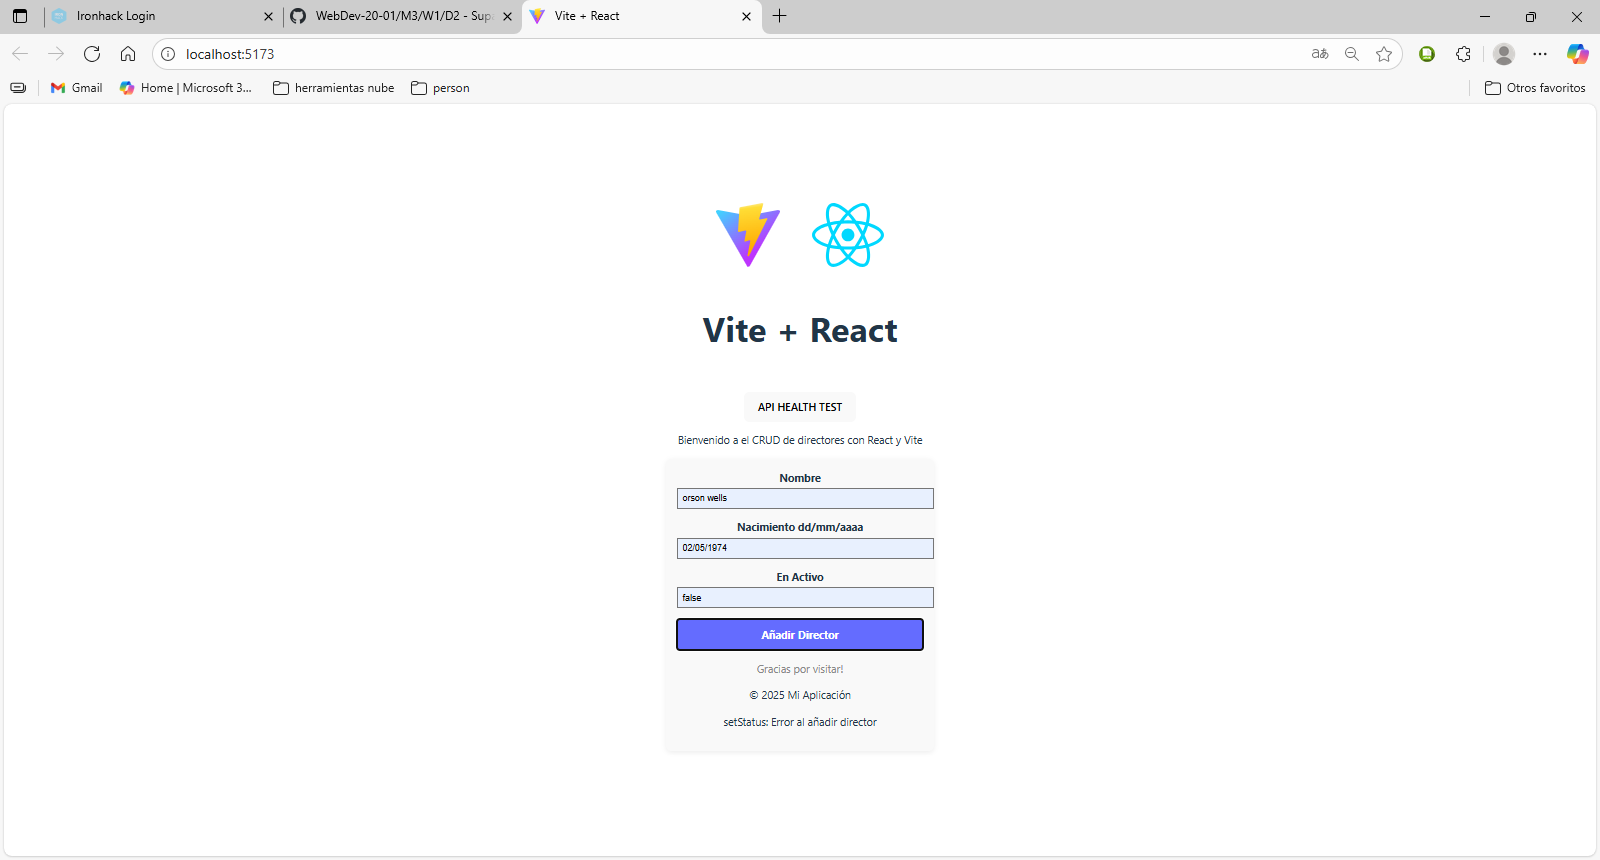 Ironhack Login
WebDev-20-01/M3/W1/D2 - Sup
Vite + React
localhost:5173
Gmail
Home | Microsoft 3...
herramientas nube
person
Otros favoritos
Vite + React
API HEALTH TEST
Bienvenido a el CRUD de directores con React y Vite
Nombre
orson wells
Nacimiento dd/mm/aaaa
02/05/1974
En Activo
false
Añadir Director
Gracias por visitar!
© 2025 Mi Aplicación
setStatus: Error al añadir director